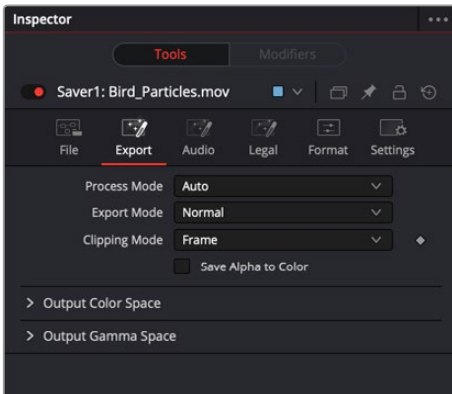 Inspector
Tools Modifiers
Saver1: Bird_Particles.mov
File Export Audio Legal Format Settings
Process Mode Auto
Export Mode Normal
Clipping Mode Frame
Save Alpha to Color
Output Color Space
Output Gamma Space